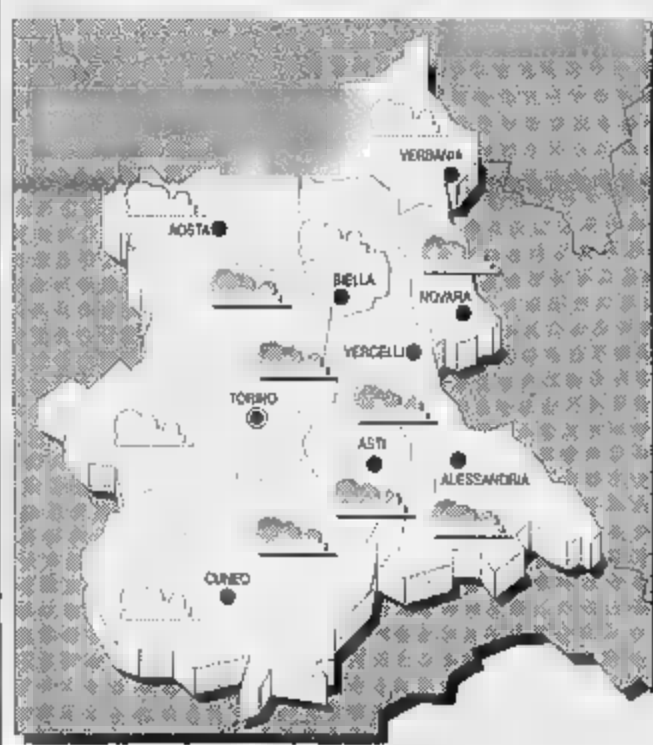 VERBANIA
AOSTA
BIELLA
NOVARA
VERCELLI
TORINO
ASTI
ALESSANDRIA
CUNEO